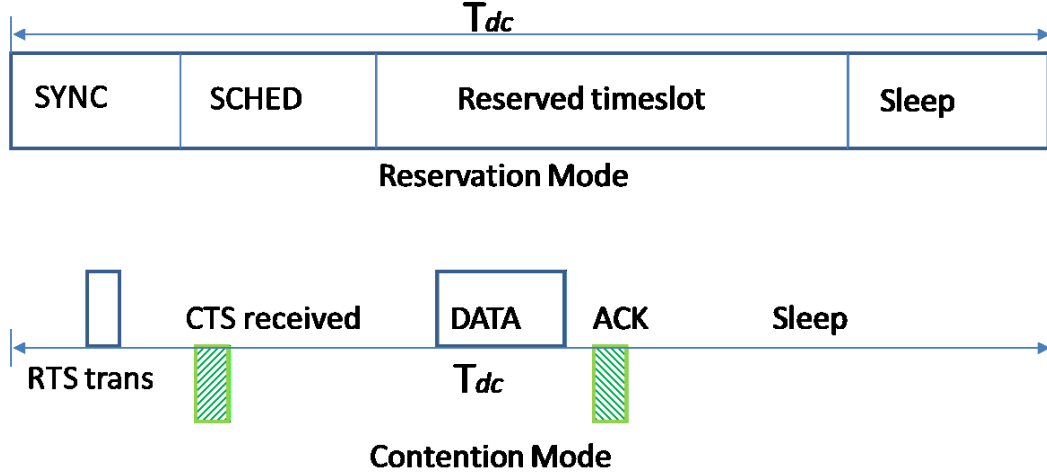 Tdc
SYNC SCHED Reserved timeslot Sleep
Reservation Mode
CTS received DATA ACK Sleep
RTS trans Tdc
Contention Mode